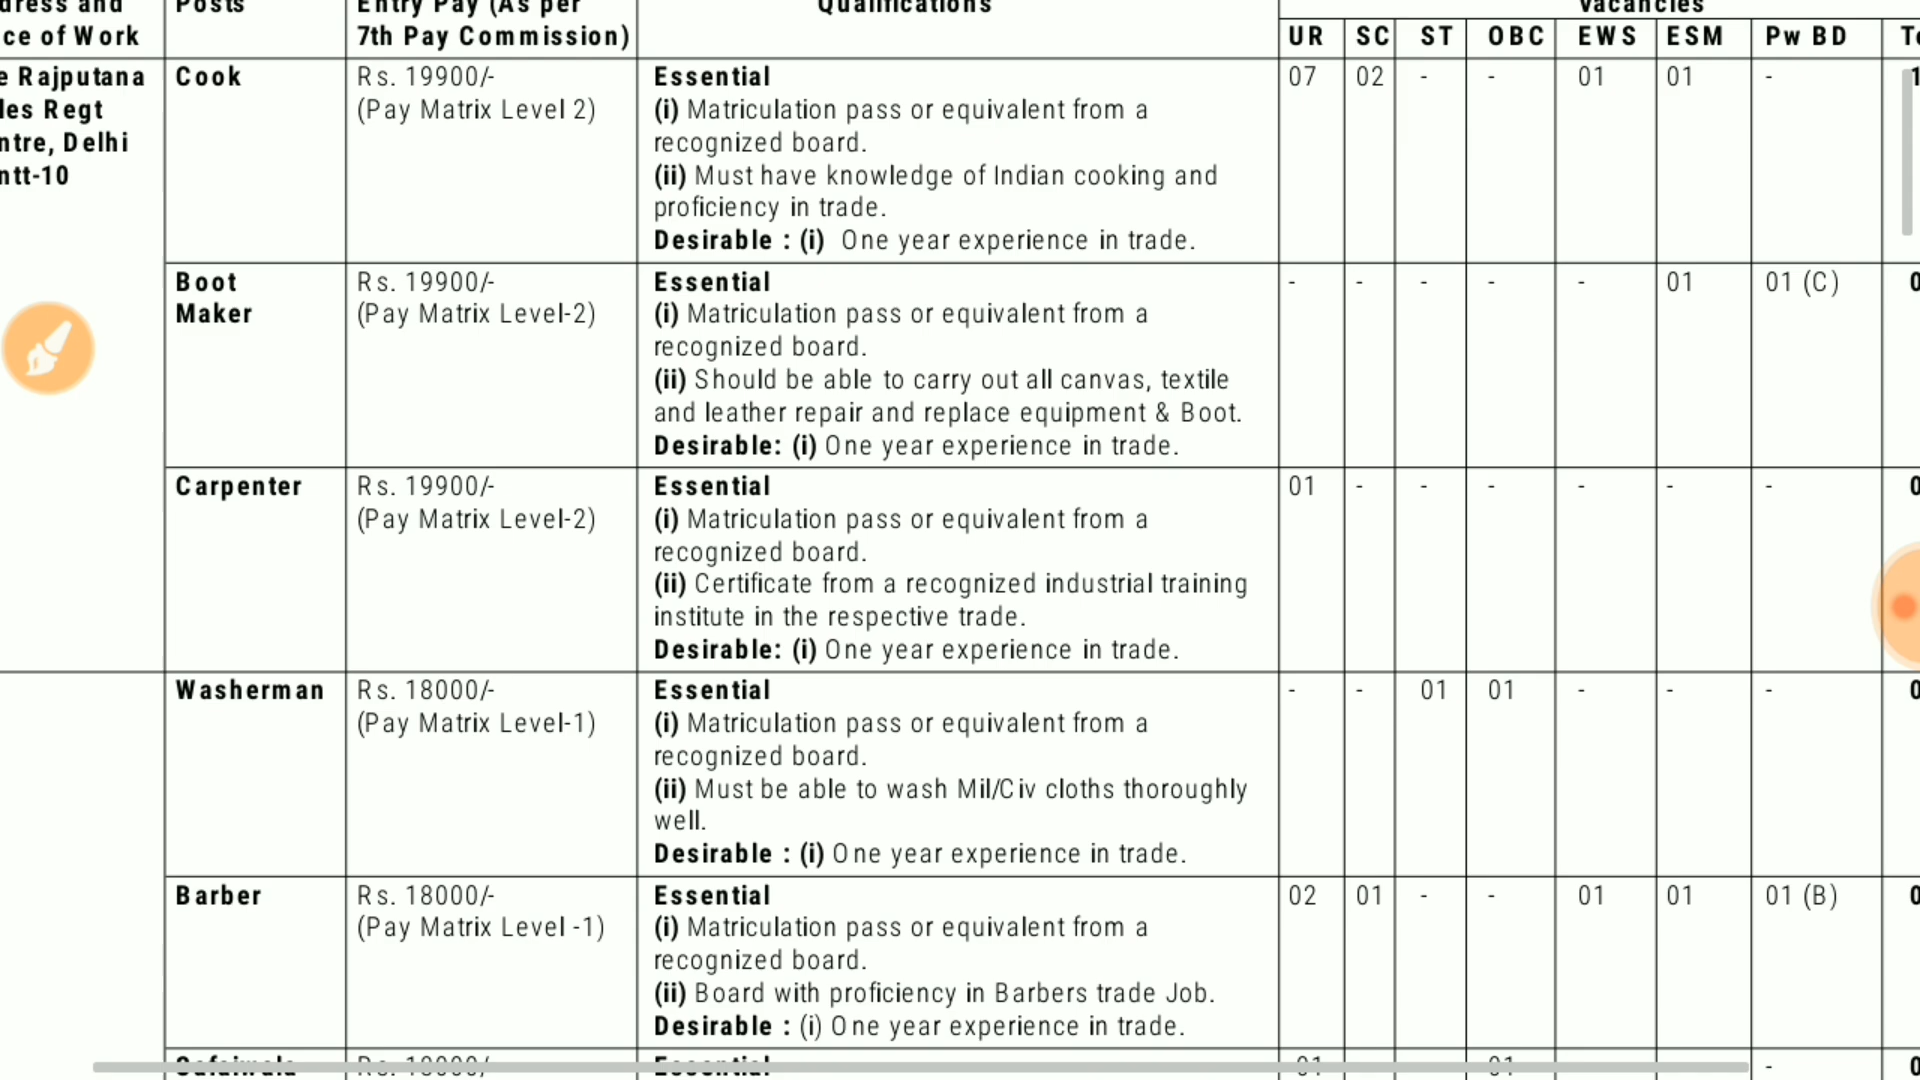 Posts Entry Pay (As per Qualifications Vacancies
ce of Work 7th Pay Commission) UR SC ST OBC EWS ESM Pw BD
e Rajputana Cook Rs. 19900/- Essential 07 02 - - 01 01 -
les Regt (Pay Matrix Level 2) (i) Matriculation pass or equivalent from a
ntre, Delhi recognized board.
ntt-10 (ii) Must have knowledge of Indian cooking and
proficiency in trade.
Desirable : (i) One year experience in trade.
Boot Rs. 19900/- Essential - - - - - 01 01 (C)
Maker (Pay Matrix Level-2) (i) Matriculation pass or equivalent from a
recognized board.
(ii) Should be able to carry out all canvas, textile
and leather repair and replace equipment & Boot.
Desirable: (i) One year experience in trade.
Carpenter Rs. 19900/- Essential 01 - - - - - -
(Pay Matrix Level-2) (i) Matriculation pass or equivalent from a
recognized board.
(ii) Certificate from a recognized industrial training
institute in the respective trade.
Desirable: (i) One year experience in trade.
Washerman Rs. 18000/- Essential - - 01 01 - - -
(Pay Matrix Level-1) (i) Matriculation pass or equivalent from a
recognized board.
(ii) Must be able to wash Mil/Civ cloths thoroughly
well.
Desirable : (i) One year experience in trade.
Barber Rs. 18000/- Essential 02 01 - - 01 01 01 (B)
(Pay Matrix Level -1) (i) Matriculation pass or equivalent from a
recognized board.
(ii) Board with proficiency in Barbers trade Job.
Desirable : (i) One year experience in trade.
Essential 01 01 -